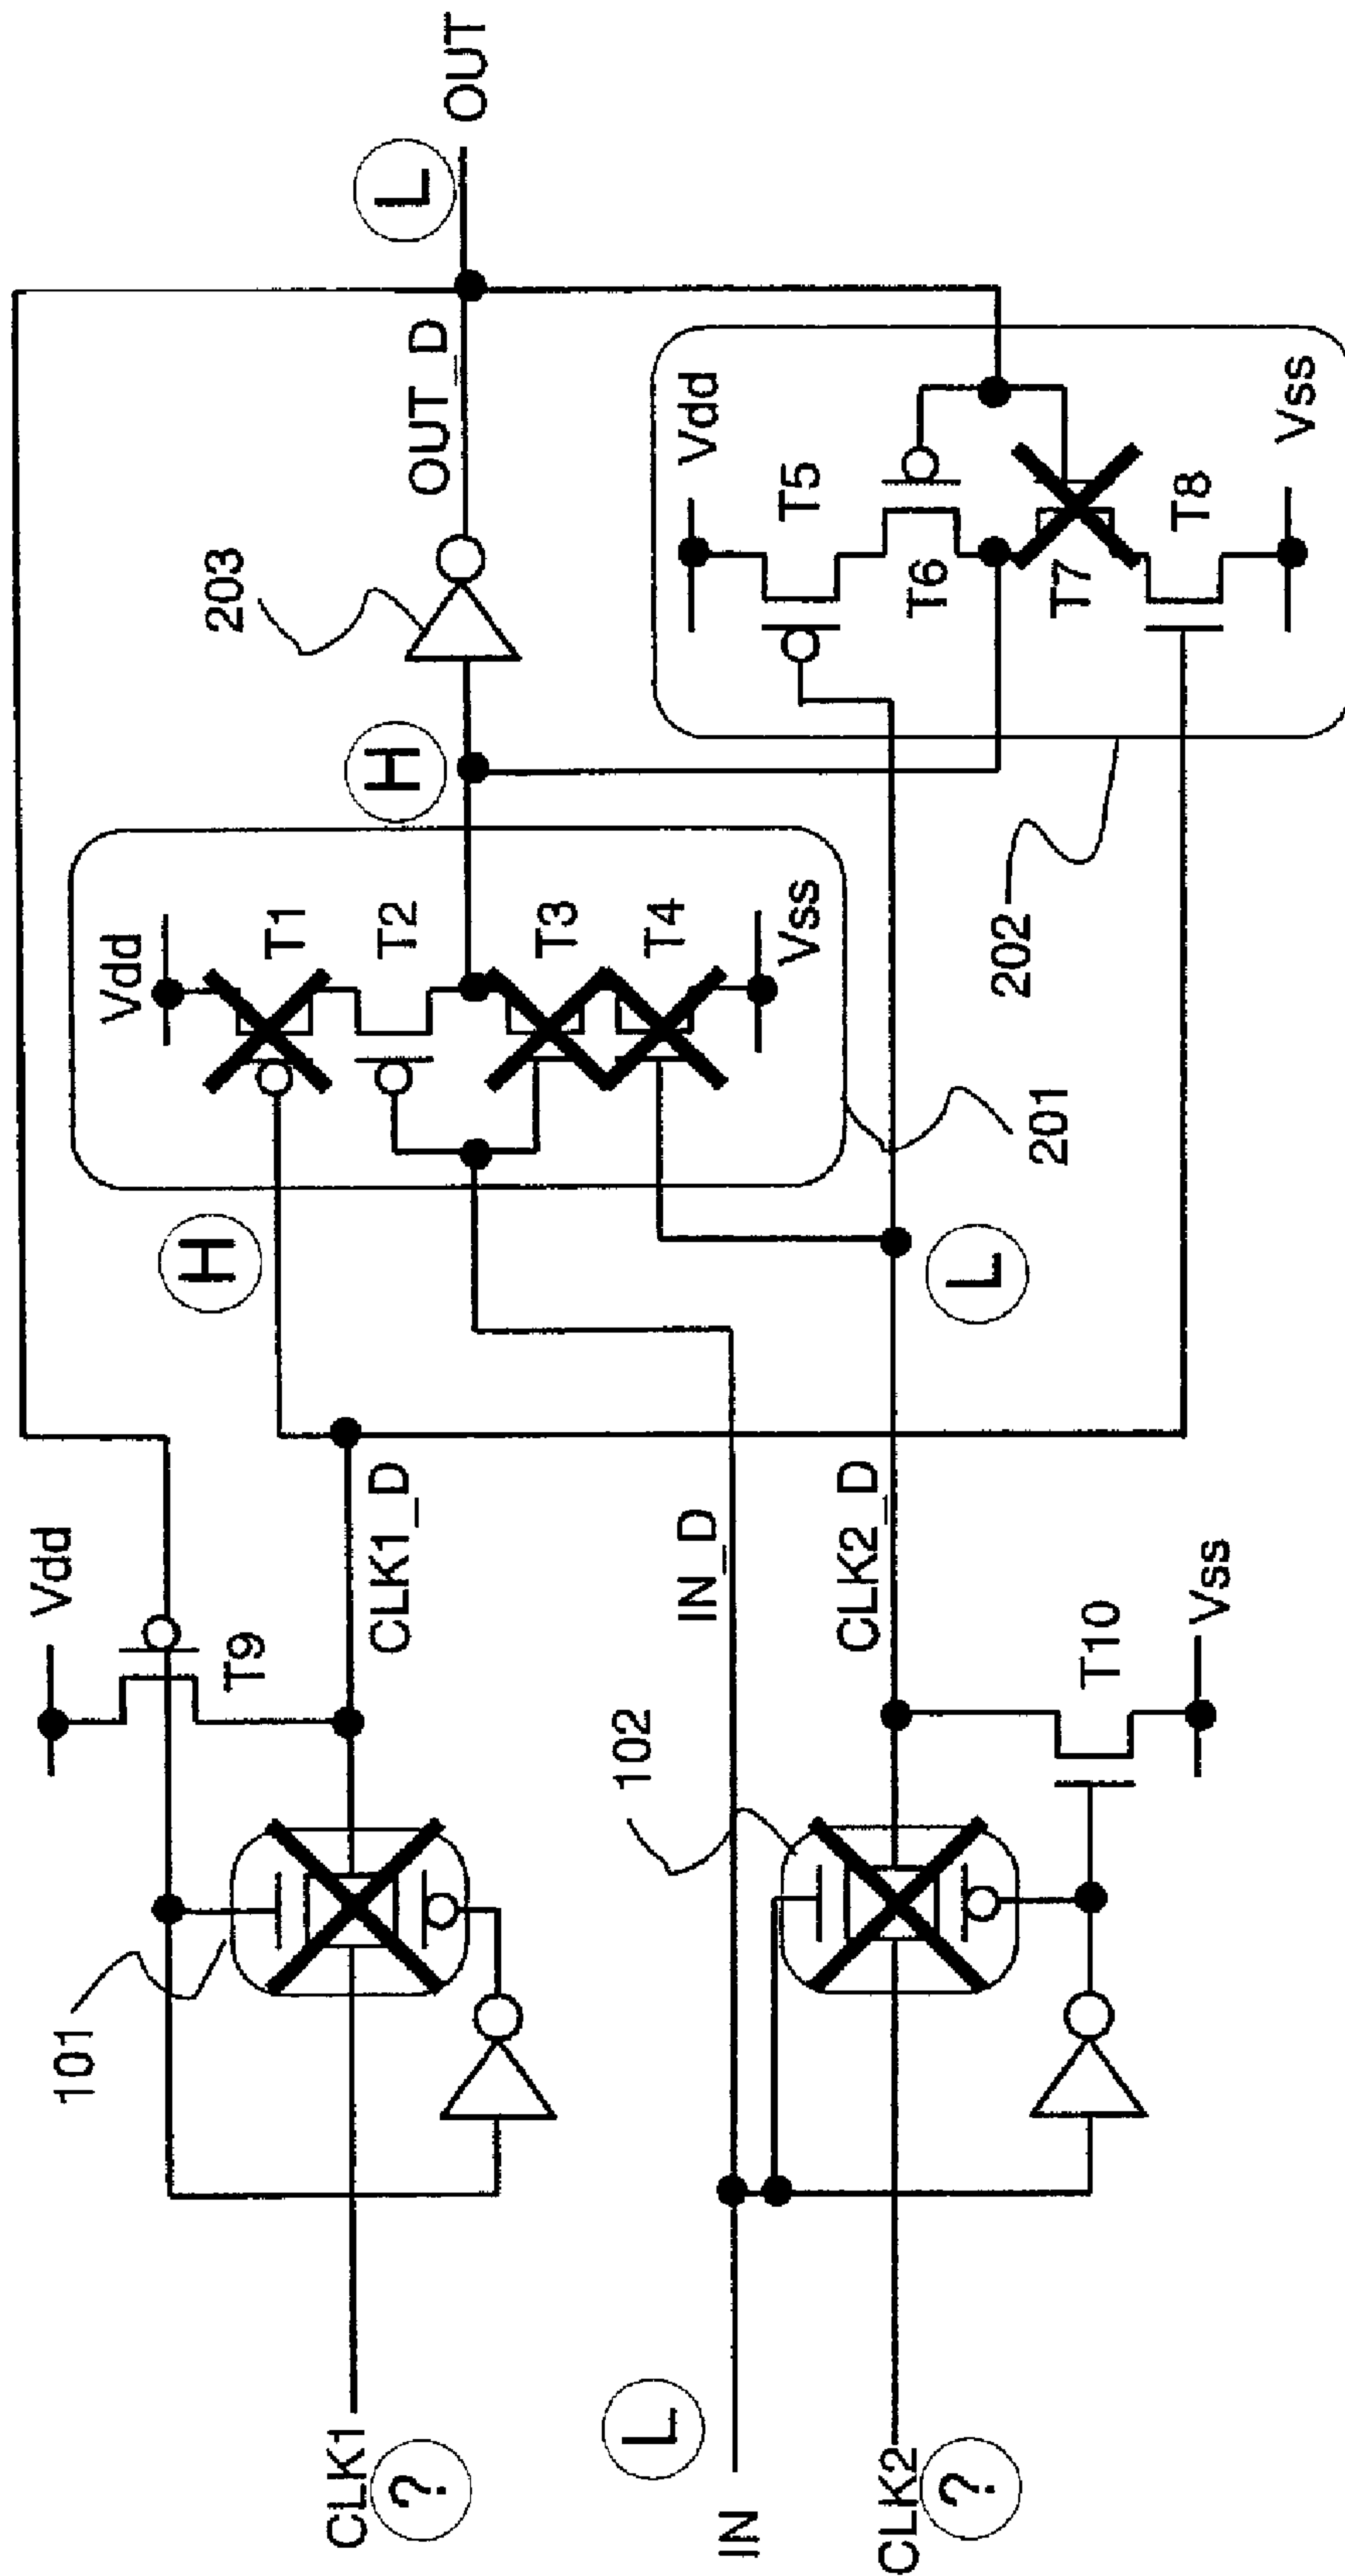 101
Vdd
T9
CLK1
?
CLK1_D
H
Vdd
T1
T2
T3
T4
Vss
201
H
203
OUT_D
L
OUT
L
IN
IN_D
102
CLK2
?
CLK2_D
L
T10
Vss
202
Vdd
T5
T6
T7
T8
Vss